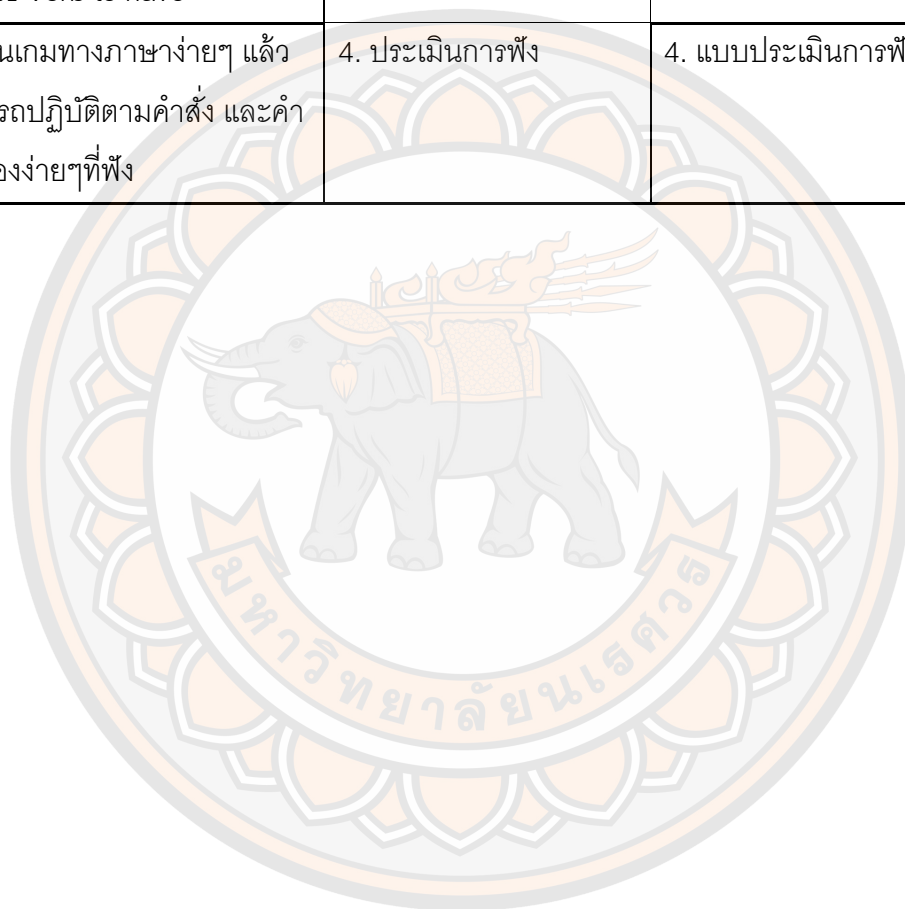 นเกมทางภาษาง่ายๆ แล้ว
รถปฏิบัติตามคำสั่ง และคำ
องง่ายๆที่ฟัง
4. ประเมินการฟัง
4. แบบประเมินการฟั
มหาวิทยาลัยนเรศวร